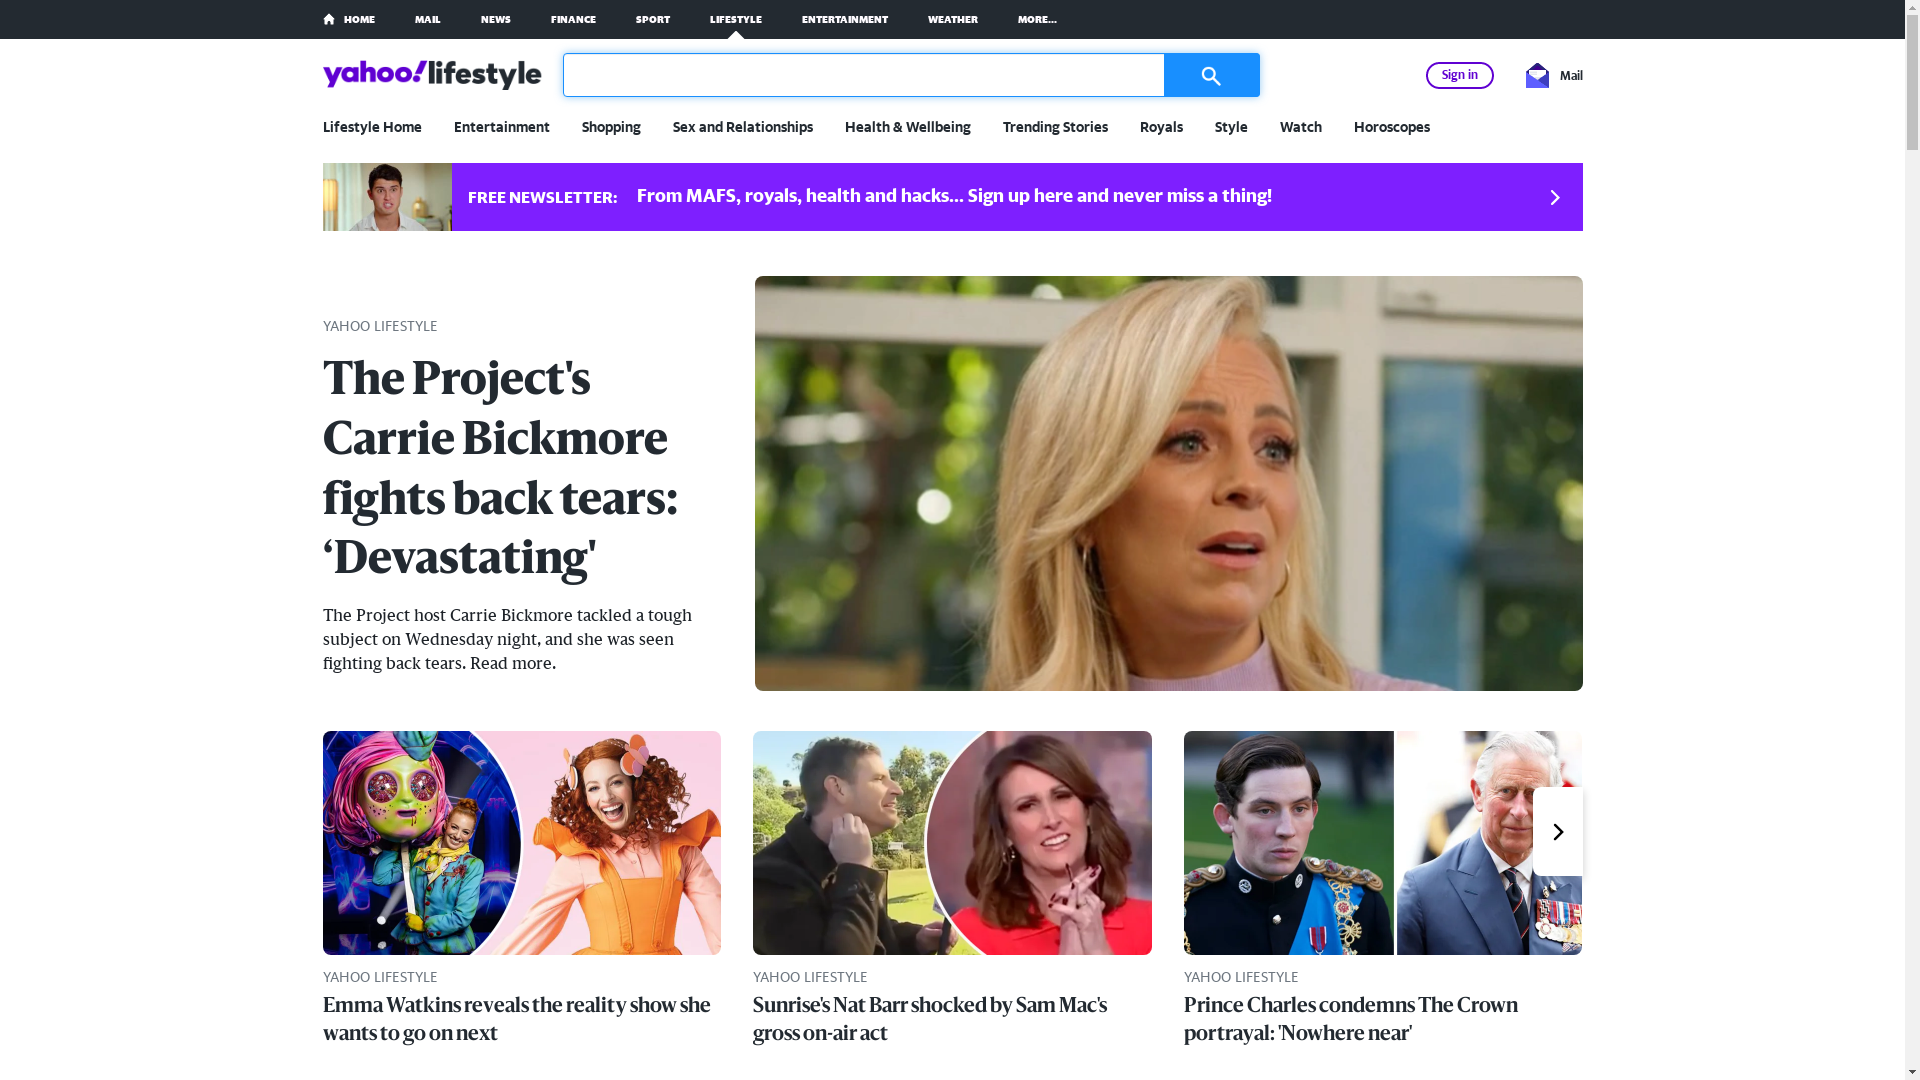 HOME MAIL NEWS FINANCE SPORT LIFESTYLE ENTERTAINMENT WEATHER MORE...
yahoo!lifestyle
Sign in
Mail
Lifestyle Home Entertainment Shopping Sex and Relationships Health & Wellbeing Trending Stories Royals Style Watch Horoscopes
FREE NEWSLETTER: From MAFS, royals, health and hacks... Sign up here and never miss a thing!
YAHOO LIFESTYLE
The Project's
Carrie Bickmore
fights back tears:
‘Devastating'
The Project host Carrie Bickmore tackled a tough
subject on Wednesday night, and she was seen
fighting back tears. Read more.
YAHOO LIFESTYLE
Emma Watkins reveals the reality show she
wants to go on next
YAHOO LIFESTYLE
Sunrise's Nat Barr shocked by Sam Mac's
gross on-air act
YAHOO LIFESTYLE
Prince Charles condemns The Crown
portrayal: 'Nowhere near'